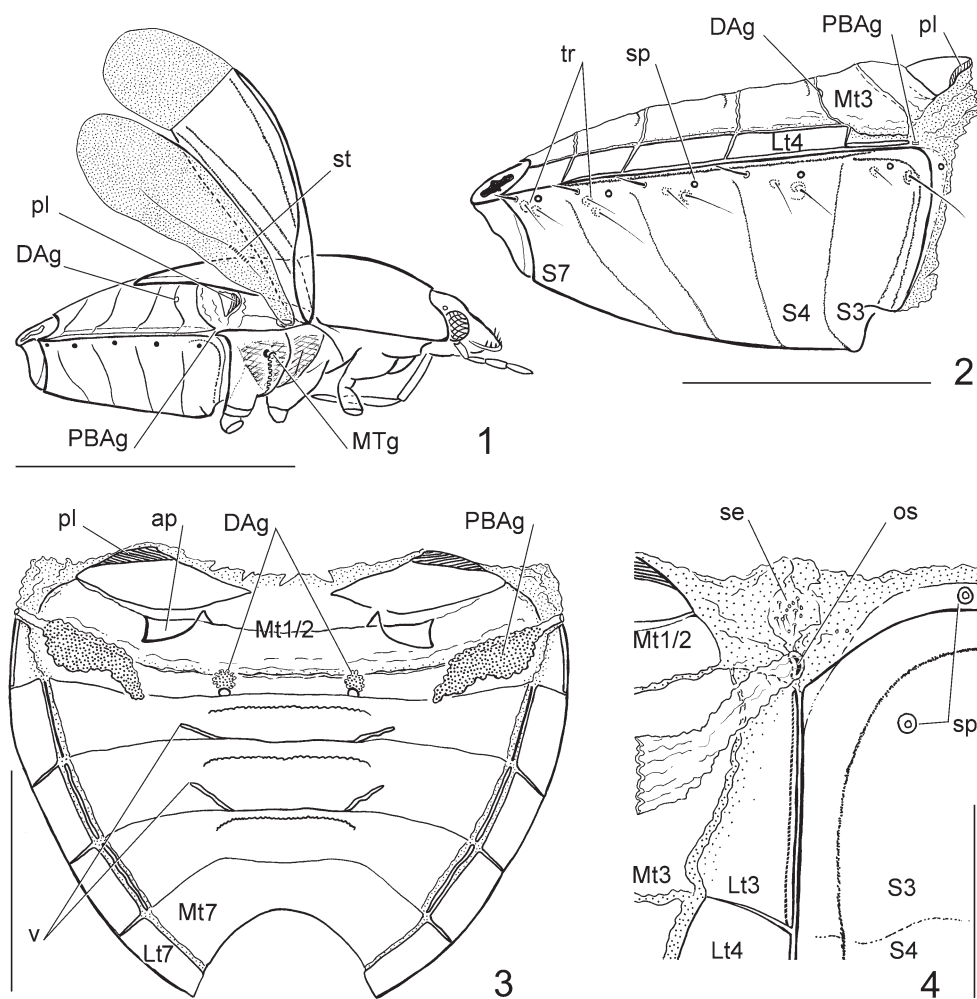 st
pl
DAg
PBAg
MTg
1
DAg
PBAg
pl
tr
sp
Mt3
Lt4
S7
S4
S3
2
pl
ap
DAg
PBAg
Mt1/2
v
Mt7
Lt7
3
se
os
Mt1/2
sp
Mt3
Lt3
S3
Lt4
S4
4